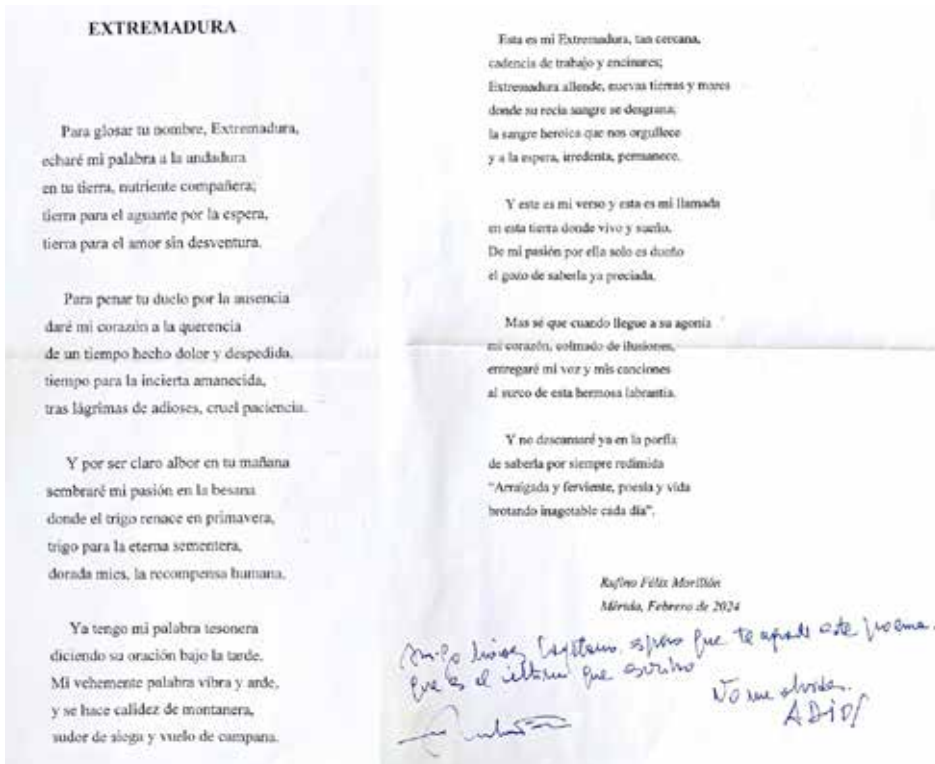 EXTREMADURA
Para glosar tu nombre, Extremadura,
echaré mi palabra a la andadura
en tu tierra, nutriente compañera;
tierra para el aguante por la espera,
tierra para el amor sin desventura.
Para penar tu duelo por la ausencia
daré mi corazón a la querencia
de un tiempo hecho dolor y despedida,
tiempo para la incierta amanecida,
tras lágrimas de adioses, cruel paciencia.
Y por ser claro albor en tu mañana
sembraré mi pasión en la besana
donde el trigo renace en primavera,
trigo para la eterna sementera,
dorada mies, la recompensa humana.
Ya tengo mi palabra tesonera
diciendo su oración bajo la tarde.
Mi vehemente palabra vibra y arde,
y se hace calidez de montanera,
sudor de siega y vuelo de campana.
Esta es mi Extremadura, tan cercana,
cadencia de trabajo y encinares;
Extremadura allende, nuevas tierras y mares
donde su recia sangre se desgrana;
la sangre heroica que nos orgullece
y a la espera, irredenta, permanece.
Y este es mi verso y esta es mi llamada
en esta tierra donde vivo y sueño.
De mi pasión por ella solo es dueño
el gozo de saberla ya preciada.
Mas sé que cuando llegue a su agonía
mi corazón, colmado de ilusiones,
entregaré mi voz y mis canciones
al surco de esta hermosa labrantía.
Y no descansaré ya en la porfía
de saberla por siempre redimida
"Arraigada y ferviente, poesía y vida
brotando inagotable cada día".
Rufino Félix Morillón
Mérida, Febrero de 2024
espero que te agrade este poema.
que es el último que escribo
No me olvides.
ADIOS